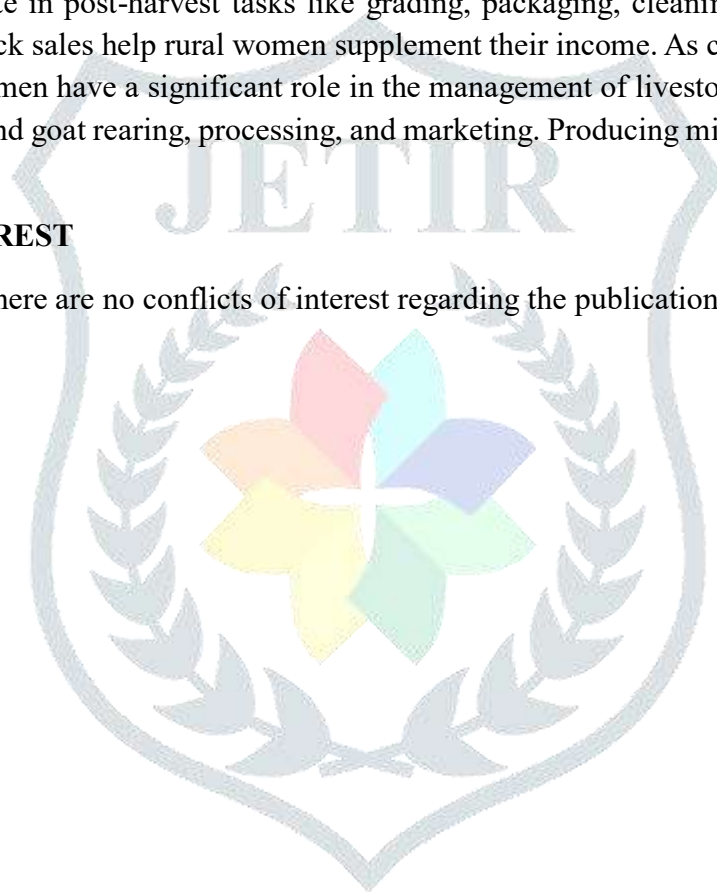 te in post-harvest tasks like grading, packaging, cleanin
ck sales help rural women supplement their income. As c
men have a significant role in the management of livesto
nd goat rearing, processing, and marketing. Producing mi
JETIR
REST
here are no conflicts of interest regarding the publication